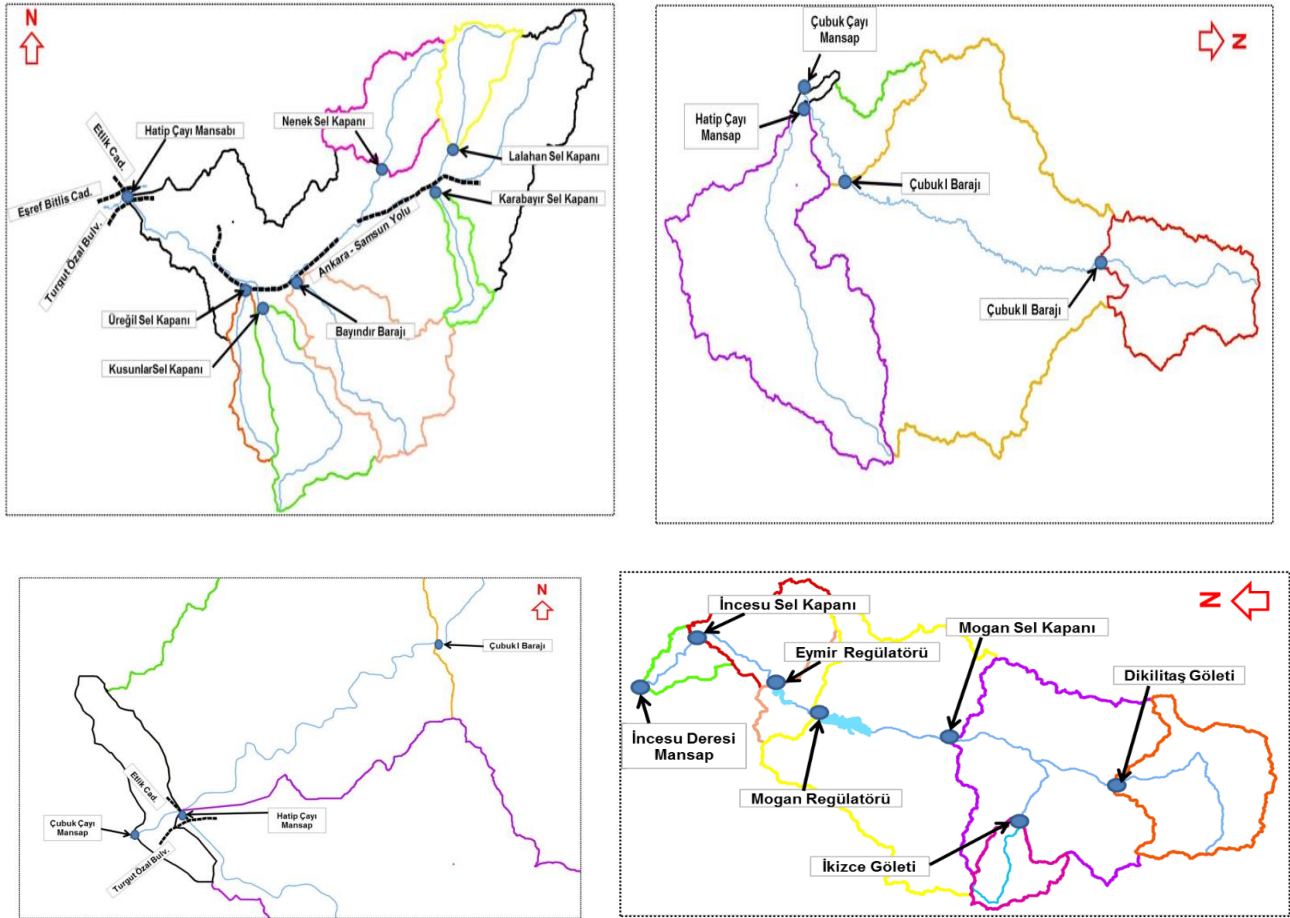 N
Nenek Sel Kapanı
Etlik Cad.
Hatip Çayı Mansabı
Lalahan Sel Kapanı
Eşref Bitlis Cad.
Karabayır Sel Kapanı
Turgut Özal Bulv.
Ankara - Samsun Yolu
Üreğil Sel Kapanı
Bayındır Barajı
KusunlarSel Kapanı
Çubuk Çayı
Mansap
N
Hatip Çayı
Mansap
Çubuk I Barajı
Çubuk II Barajı
N
Çubuk I Barajı
Etlik Cad.
Çubuk Çayı
Mansap
Hatip Çayı
Mansap
Turgut Özal Bulv.
İncesu Sel Kapanı
N
Mogan Sel Kapanı
Eymir Regülatörü
Dikilitaş Göleti
İncesu Deresi
Mansap
Mogan Regülatörü
İkizce Göleti